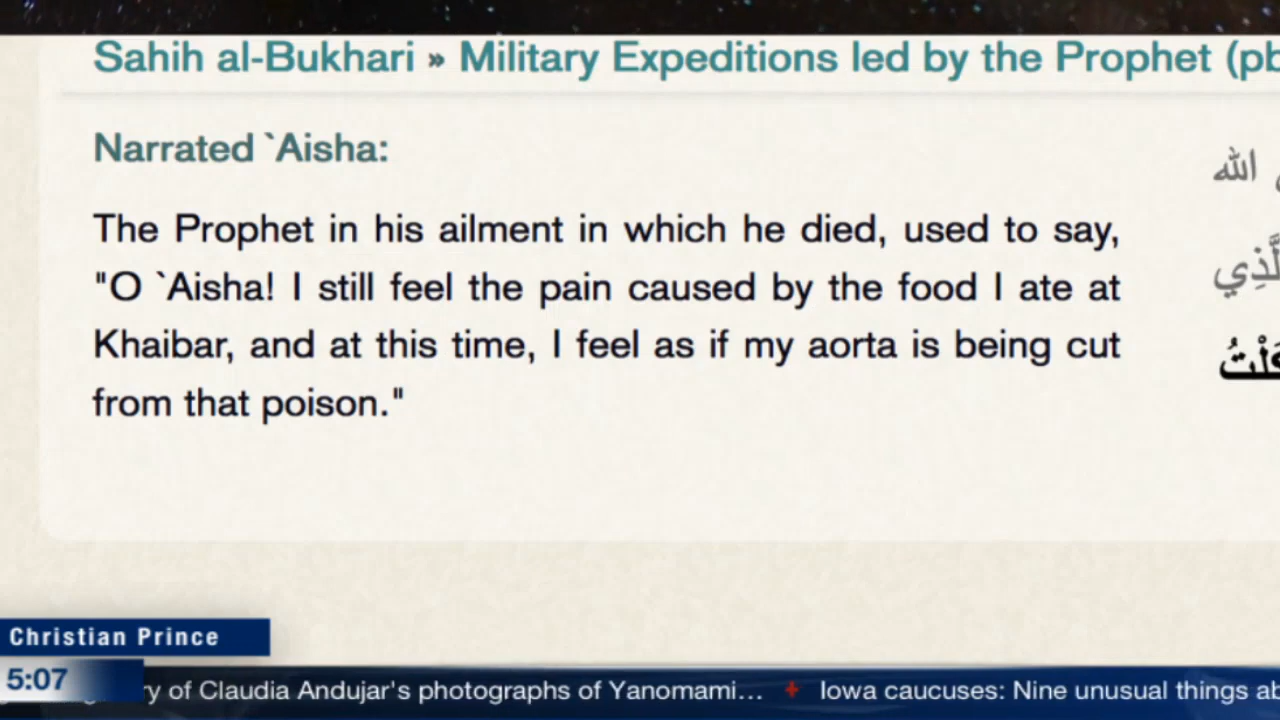 Sahih al-Bukhari » Military Expeditions led by the Prophet (pb
Narrated `Aisha:
الله
The Prophet in his ailment in which he died, used to say,
"O `Aisha! I still feel the pain caused by the food I ate at
Khaibar, and at this time, I feel as if my aorta is being cut
from that poison."
Christian Prince
5:07
ry of Claudia Andujar's photographs of Yanomami... Iowa caucuses: Nine unusual things ab